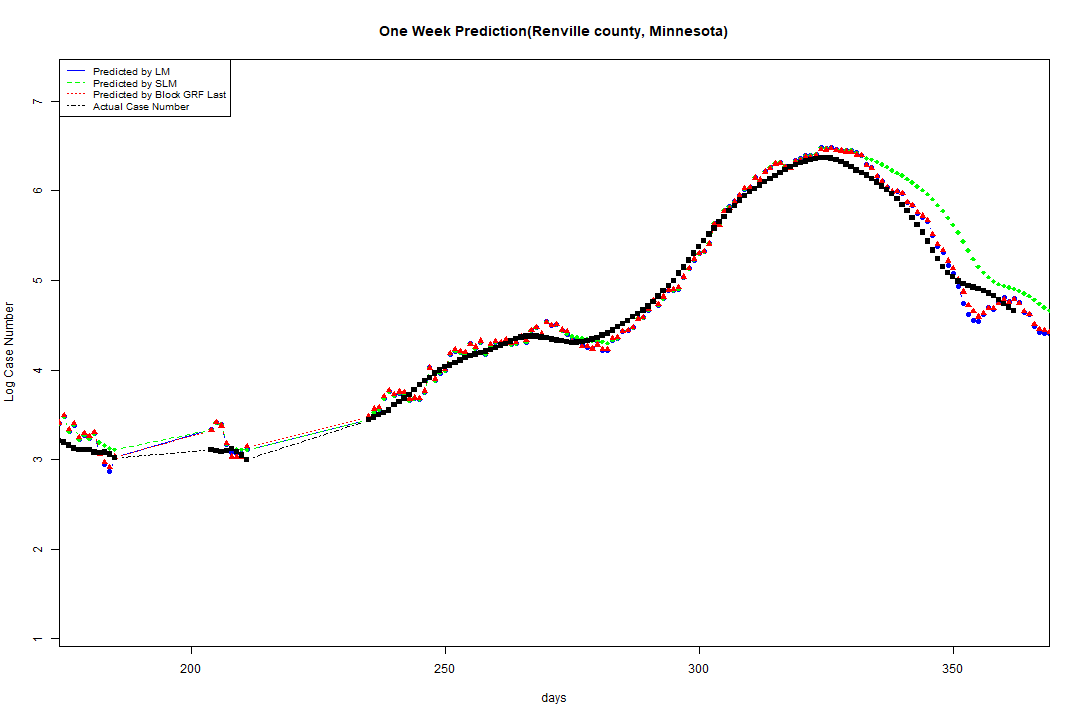 One Week Prediction(Renville county, Minnesota)
Predicted by LM
Predicted by SLM
Predicted by Block GRF Last
Actual Case Number
7
6
5
4
3
2
1
Log Case Number
200 250 300 350
days